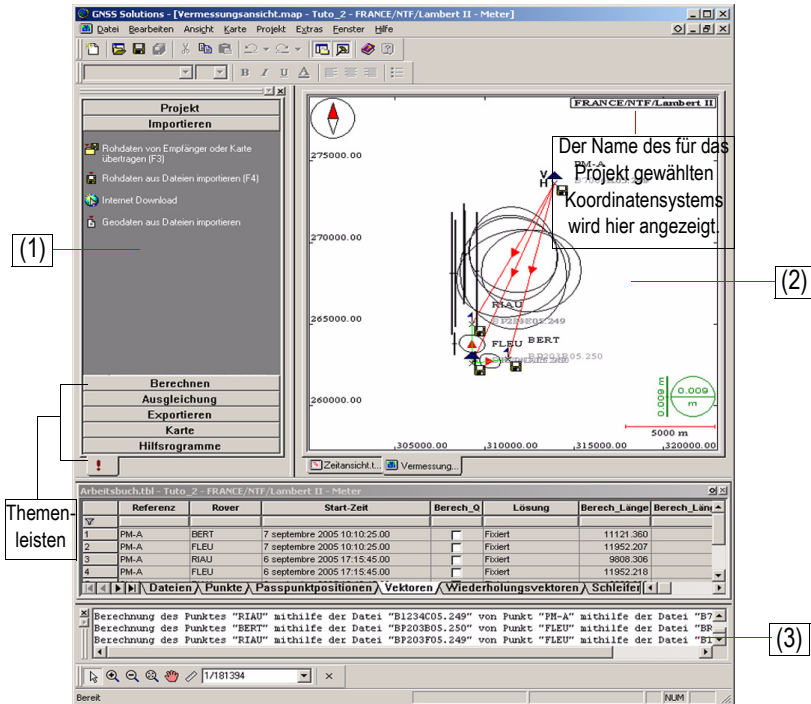 GNSS Solutions - [Vermessungsansicht.map - Tuto_2 - FRANCE/NTF/Lambert II - Meter]
Datei Bearbeiten Ansicht Karte Projekt Extras Fenster Hilfe
B I U A
Projekt
Importieren
Rohdaten von Empfänger oder Karte
übertragen (F3)
Rohdaten aus Dateien importieren (F4)
Internet Download
Geodaten aus Dateien importieren
(1)
Berechnen
Ausgleichung
Exportieren
Karte
Hilfsrogramme
!
Themen-
leisten
FRANCE/NTF/Lambert II
Der Name des für das
Projekt gewählten
Koordinatensystems
wird hier angezeigt.
PM-A
V
H
275000.00
270000.00
265000.00
260000.00
(2)
RIAU
FLEU
BERT
BP201B05.250
0.009 m
0.009
m
5000 m
305000.00 310000.00 315000.00 320000.00
Zeitansicht.t... Vermessung...
Arbeitsbuch.tbl - Tuto_2 - FRANCE/NTF/Lambert II - Meter
Referenz Rover Start-Zeit Berech_Q Lösung Berech_Länge Berech_Läng
1 PM-A BERT 7 septembre 2005 10:10:25.00 Fixiert 11121.360
2 PM-A FLEU 7 septembre 2005 10:10:25.00 Fixiert 11952.207
3 PM-A RIAU 6 septembre 2005 17:15:45.00 Fixiert 9808.306
4 PM-A FLEU 6 septembre 2005 17:15:45.00 Fixiert 11952.218
Dateien Punkte Passpunktpositionen Vektoren Wiederholungsvektoren Schleifer
Berechnung des Punktes "RIAU" mithilfe der Datei "B1234C05.249" von Punkt "PM-A" mithilfe der Datei "B7
Berechnung des Punktes "BERT" mithilfe der Datei "BP203B05.250" von Punkt "FLEU" mithilfe der Datei "BP
Berechnung des Punktes "RIAU" mithilfe der Datei "BP203F05.249" von Punkt "FLEU" mithilfe der Datei "B1
(3)
1/181394
Bereit
NUM